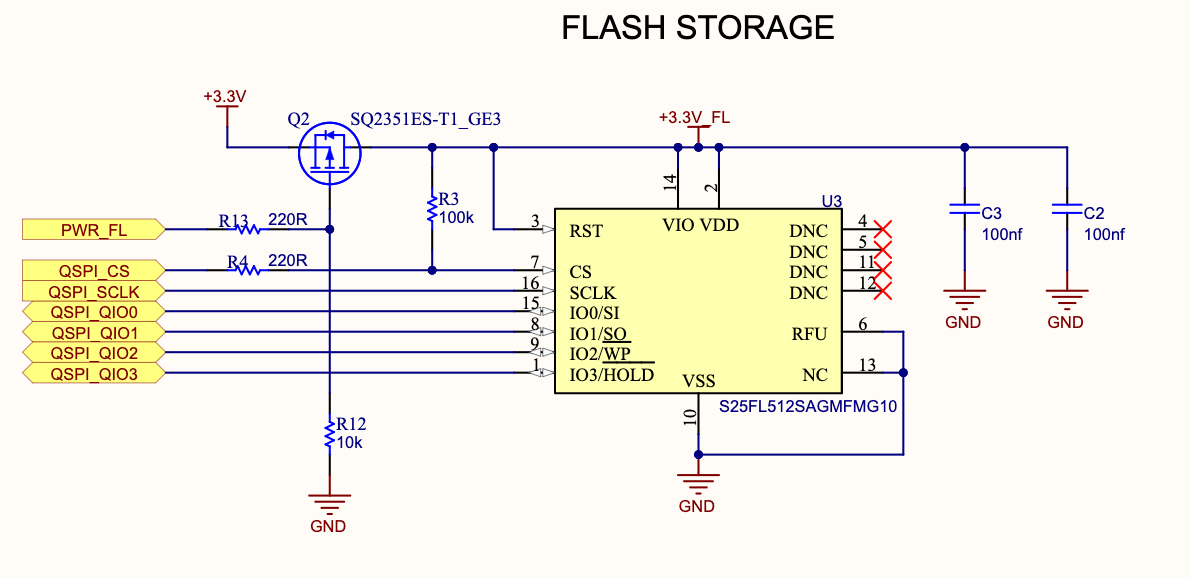 FLASH STORAGE
+3.3V
Q2
SQ2351ES-T1_GE3
+3.3V_FL
R3
100k
14
2
U3
PWR_FL
R13
220R
3
RST
VIO VDD
DNC
4
C3
100nf
C2
100nf
DNC
5
QSPI_CS
R4
220R
7
CS
DNC
11
QSPI_SCLK
16
SCLK
DNC
12
QSPI_QIO0
15
IO0/SI
QSPI_QIO1
8
IO1/SO
RFU
6
GND
GND
QSPI_QIO2
9
IO2/WP
QSPI_QIO3
1
IO3/HOLD
VSS
NC
13
10
S25FL512SAGMFMG10
R12
10k
GND
GND